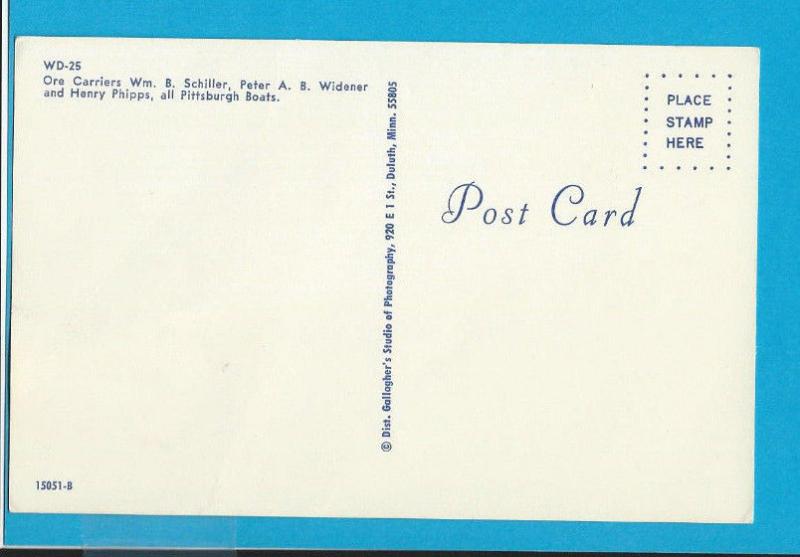 WD-25
Ore Carriers Wm. B. Schiller, Peter A. B. Widener
and Henry Phipps, all Pittsburgh Boats.
15051-B
© Dist. Gallagher's Studio of Photography, 920 E 1 St., Duluth, Minn. 55805
PLACE
STAMP
HERE
Post Card